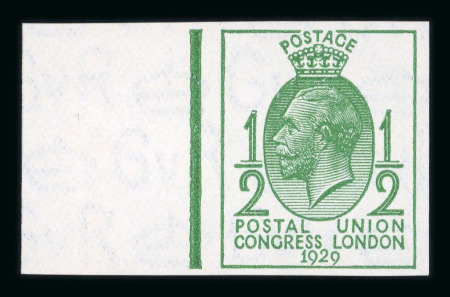 POSTAGE
1/2 1/2
POSTAL UNION
CONGRESS LONDON
1929